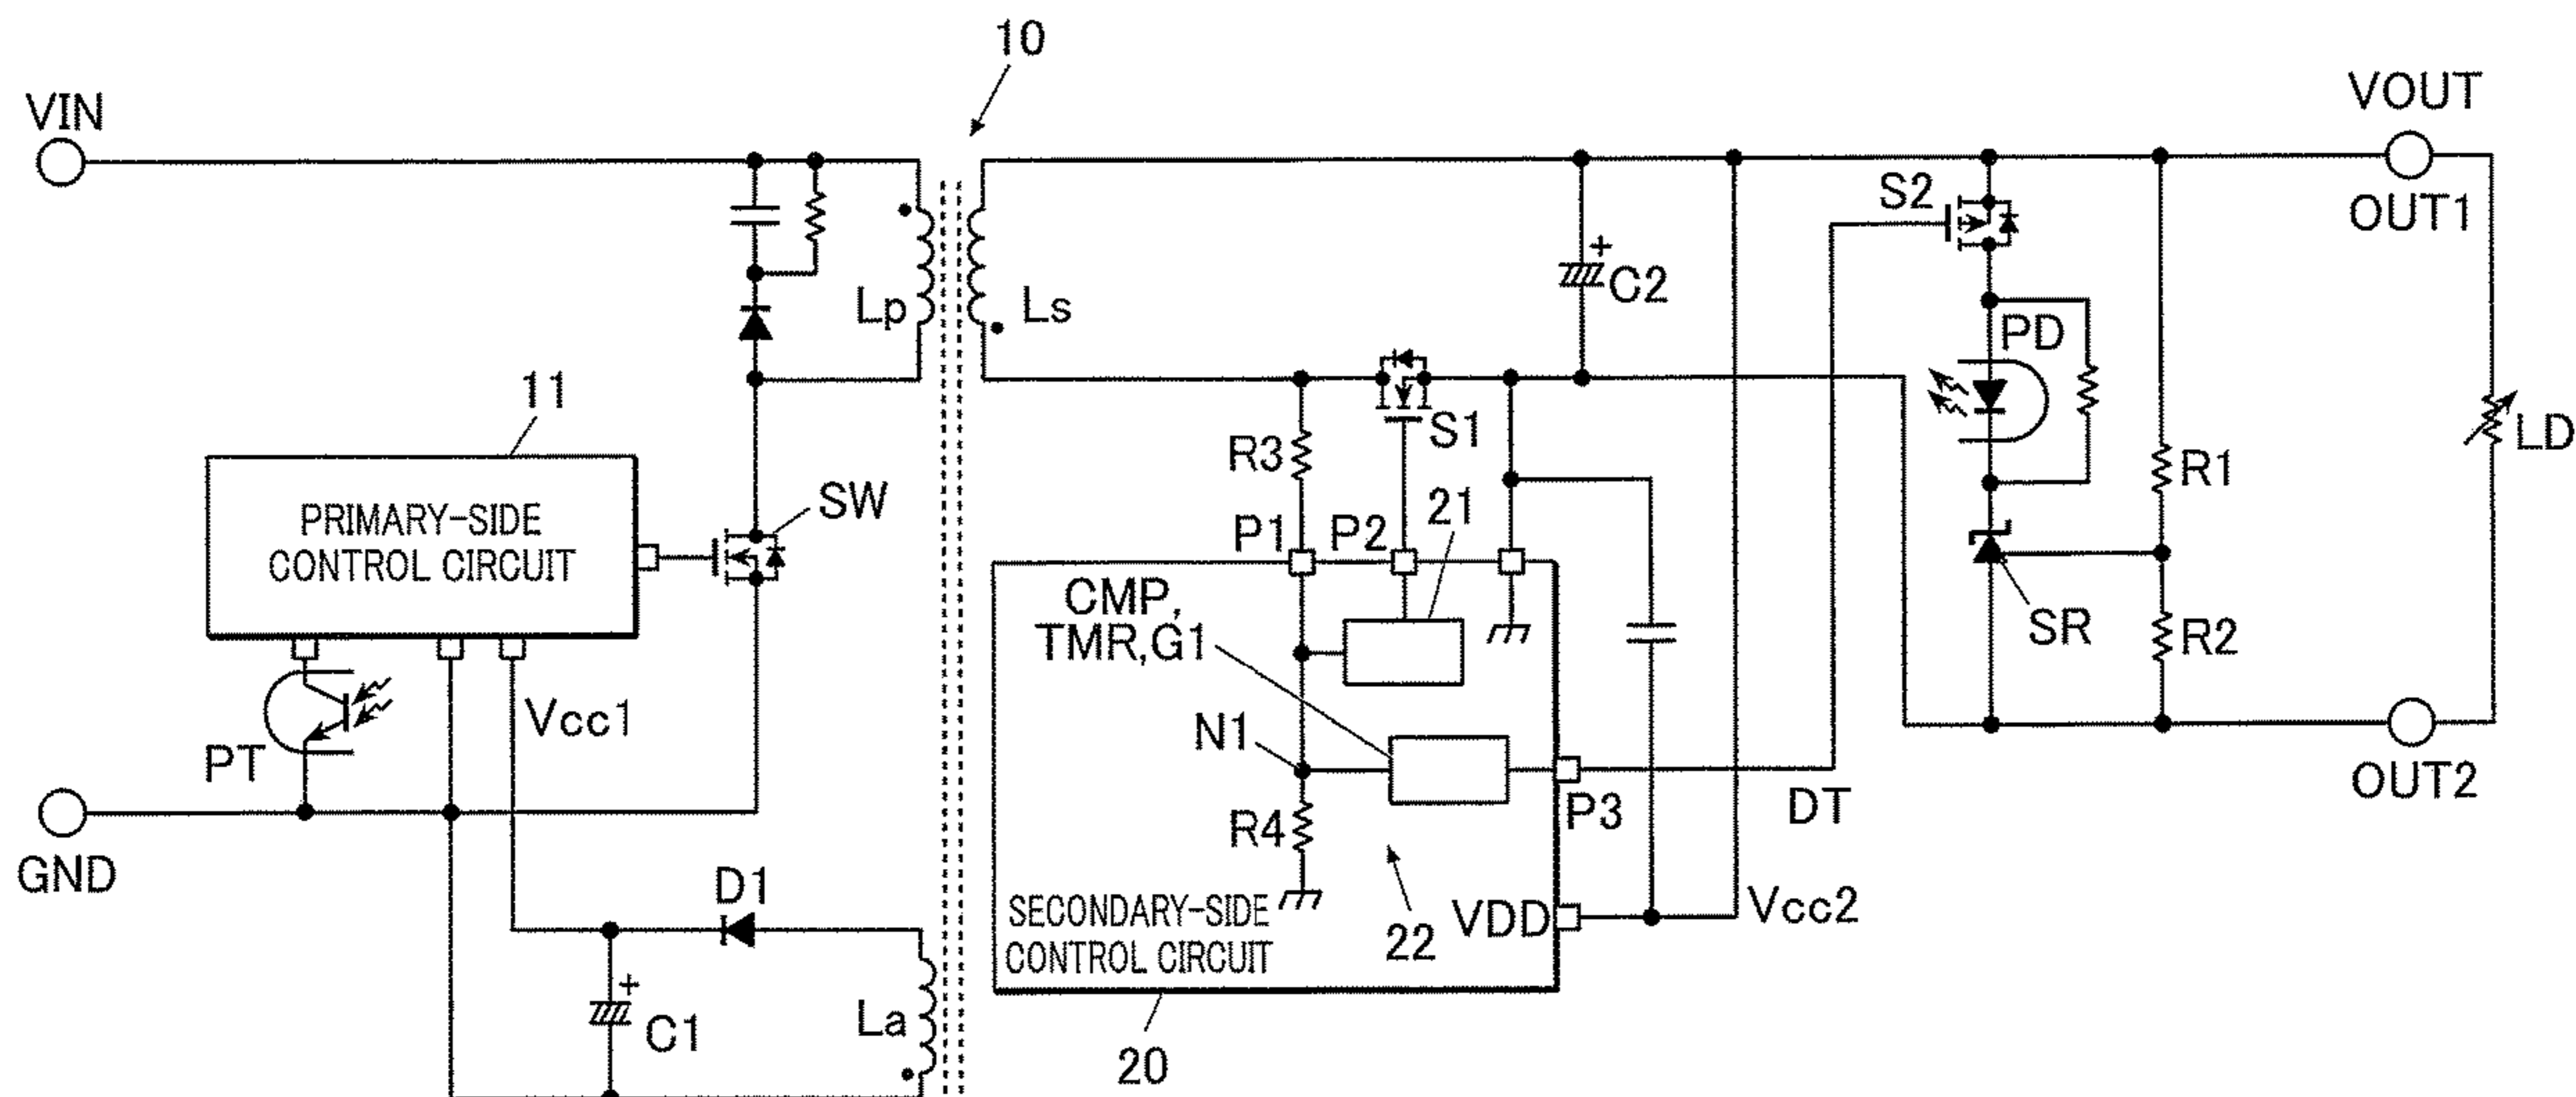 10
VIN
VOUT
OUT1
S2
Lp
Ls
+
C2
PD
11
S1
LD
R3
R1
PRIMARY-SIDE
CONTROL CIRCUIT
SW
21
P1
P2
CMP,
TMR,G1
SR
R2
Vcc1
PT
N1
OUT2
GND
R4
P3
DT
D1
SECONDARY-SIDE
CONTROL CIRCUIT
22
VDD
Vcc2
+
C1
La
20